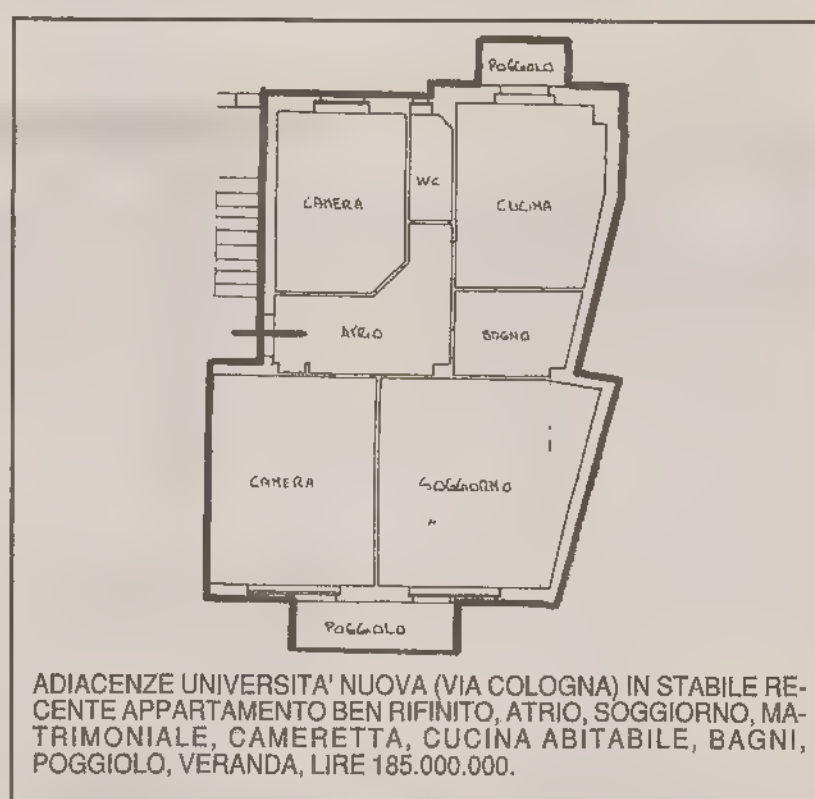 POGGIOLO
CAMERA
WC
CUCINA
ATRIO
BAGNO
CAMERA
SOGGIORNO
POGGIOLO
ADIACENZE UNIVERSITA' NUOVA (VIA COLOGNA) IN STABILE RE-
CENTE APPARTAMENTO BEN RIFINITO, ATRIO, SOGGIORNO, MA-
TRIMONIALE, CAMERETTA, CUCINA ABITABILE, BAGNI,
POGGIOLO, VERANDA, LIRE 185.000.000.